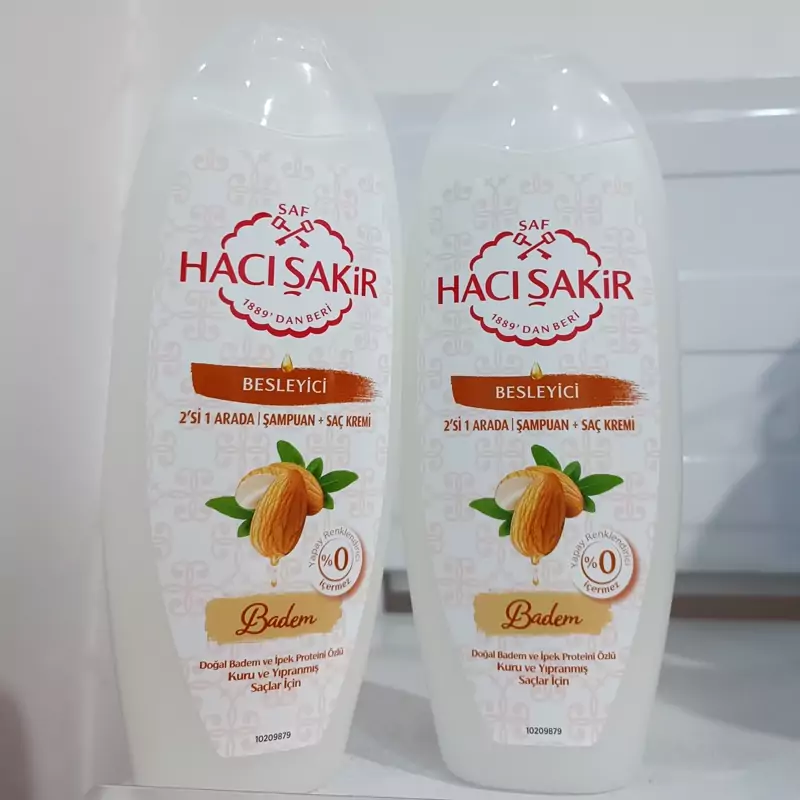 SAF
HACI ŞAKİR
1889'DAN BERİ
BESLEYİCİ
2'Sİ 1 ARADA | ŞAMPUAN + SAÇ KREMİ
Yapay Renklendirici
%0
içermez
Badem
Doğal Badem ve İpek Proteini Özlü
Kuru ve Yıpranmış
Saçlar İçin
10209879
SAF
HACI ŞAKİR
1889'DAN BERİ
BESLEYİCİ
2'Sİ 1 ARADA | ŞAMPUAN + SAÇ KREMİ
Yapay Renklendirici
%0
içermez
Badem
Doğal Badem ve İpek Proteini Özlü
Kuru ve Yıpranmış
Saçlar İçin
10209879